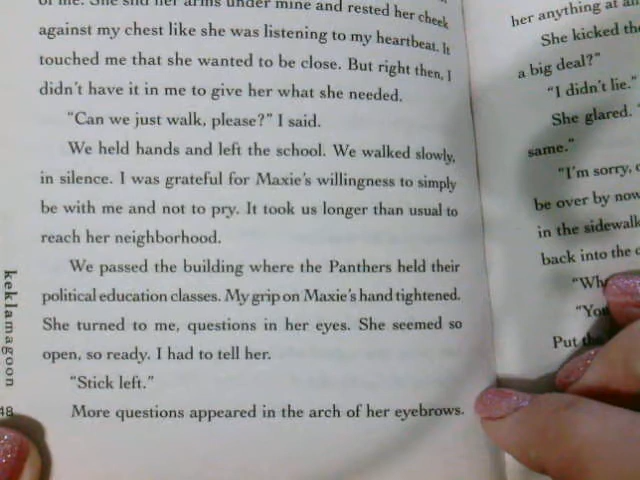 of me. She slid her arms under mine and rested her cheek
against my chest like she was listening to my heartbeat. It
touched me that she wanted to be close. But right then, I
didn't have it in me to give her what she needed.
"Can we just walk, please?" I said.
We held hands and left the school. We walked slowly,
in silence. I was grateful for Maxie's willingness to simply
be with me and not to pry. It took us longer than usual to
reach her neighborhood.
We passed the building where the Panthers held their
political education classes. My grip on Maxie's hand tightened.
She turned to me, questions in her eyes. She seemed so
open, so ready. I had to tell her.
"Stick left."
More questions appeared in the arch of her eyebrows.
keklamagoon
48
her anything at
She kicked the
a big deal?"
"I didn't lie."
She glared.
same."
"I'm sorry,
be over by now
in the sidewalk
back into the
Put